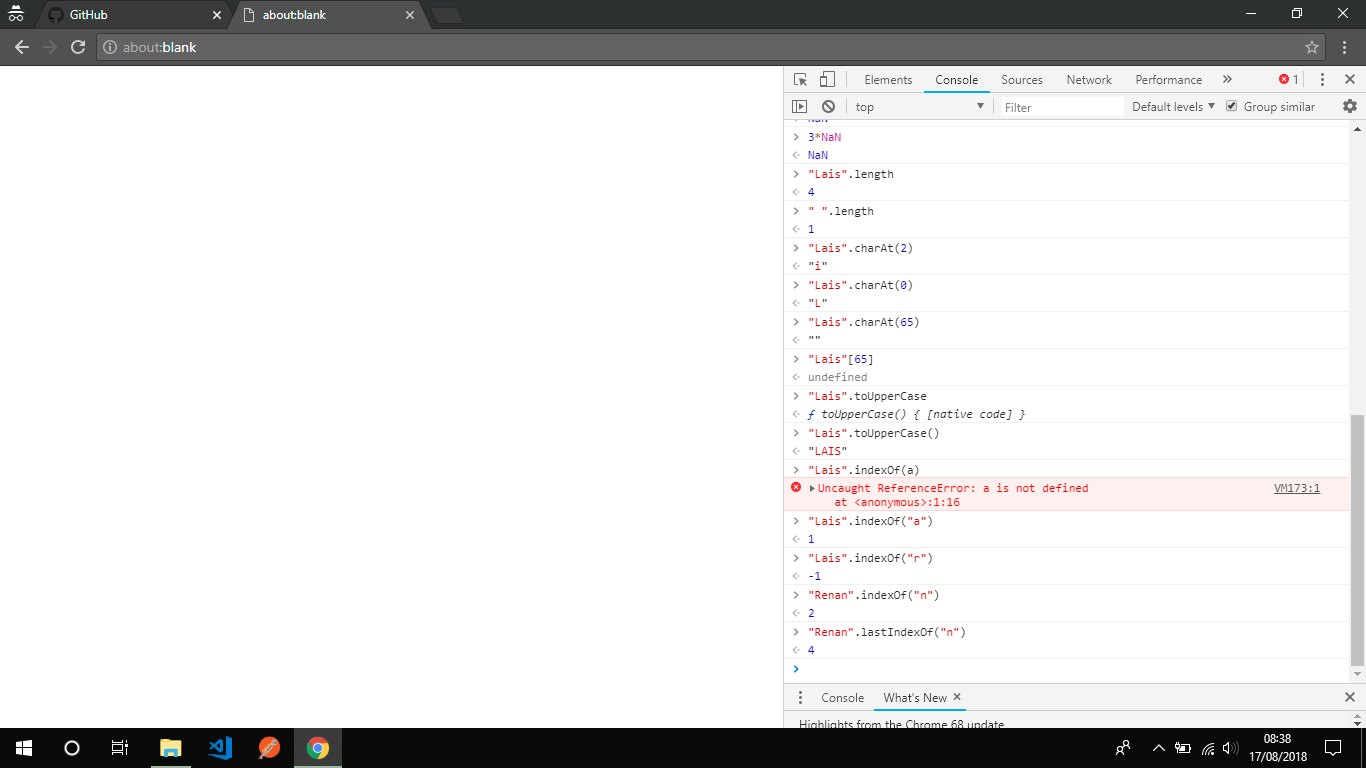 GitHub
about:blank
about:blank
Elements Console Sources Network Performance 1
top Filter Default levels Group similar
NaN
3*NaN
NaN
"Lais".length
4
" ".length
1
"Lais".charAt(2)
"i"
"Lais".charAt(0)
"L"
"Lais".charAt(65)
""
"Lais"[65]
undefined
"Lais".toUpperCase
ƒ toUpperCase() { [native code] }
"Lais".toUpperCase()
"LAIS"
"Lais".indexOf(a)
Uncaught ReferenceError: a is not defined VM173:1
at <anonymous>:1:16
"Lais".indexOf("a")
1
"Lais".indexOf("r")
-1
"Renan".indexOf("n")
2
"Renan".lastIndexOf("n")
4
Console What's New
Highlights from the Chrome 68 update
08:38
17/08/2018